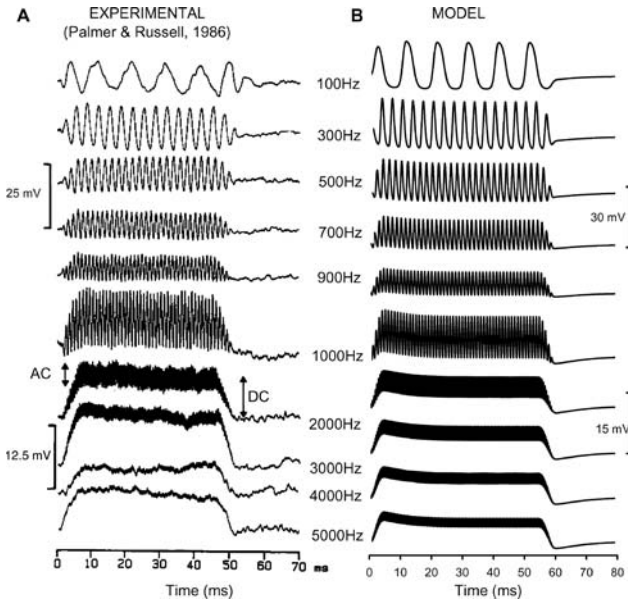 A EXPERIMENTAL
(Palmer & Russell, 1986)
B MODEL
100Hz
300Hz
25 mV
500Hz
700Hz
30 mV
900Hz
1000Hz
AC
DC
2000Hz
15 mV
12.5 mV
3000Hz
4000Hz
5000Hz
0 10 20 30 40 50 60 70 ms
0 10 20 30 40 50 60 70 80
Time (ms)
Time (ms)